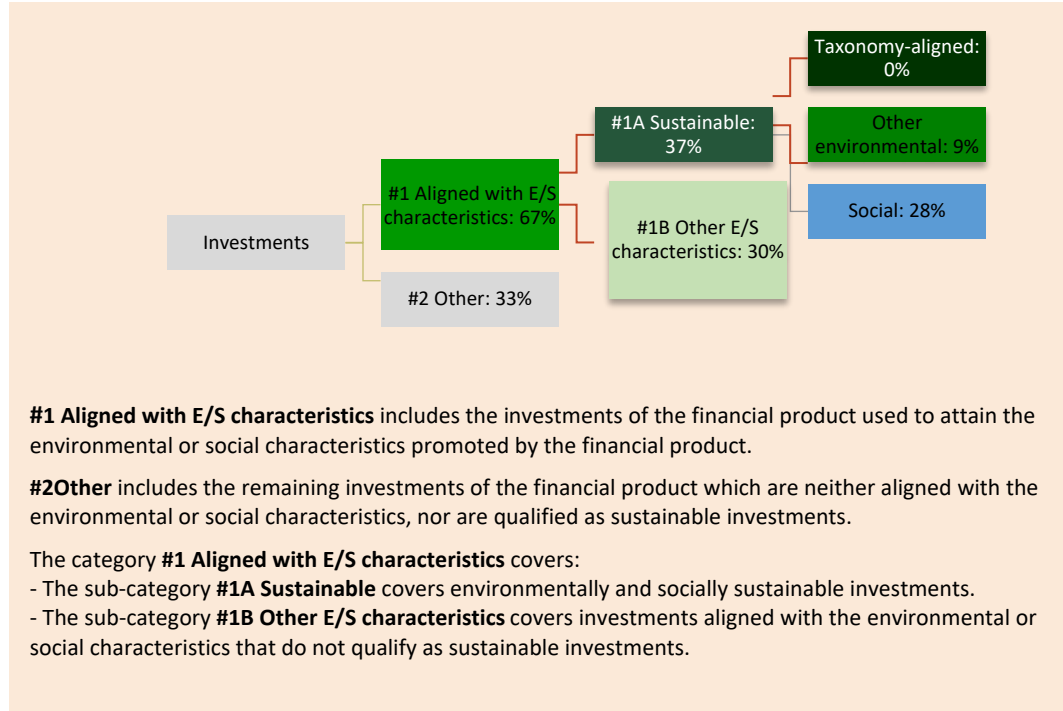 Taxonomy-aligned:
0%
#1A Sustainable:
37%
Other
environmental: 9%
#1 Aligned with E/S
characteristics: 67%
Social: 28%
#1B Other E/S
characteristics: 30%
Investments
#2 Other: 33%
#1 Aligned with E/S characteristics includes the investments of the financial product used to attain the
environmental or social characteristics promoted by the financial product.
#2Other includes the remaining investments of the financial product which are neither aligned with the
environmental or social characteristics, nor are qualified as sustainable investments.
The category #1 Aligned with E/S characteristics covers:
- The sub-category #1A Sustainable covers environmentally and socially sustainable investments.
- The sub-category #1B Other E/S characteristics covers investments aligned with the environmental or
social characteristics that do not qualify as sustainable investments.